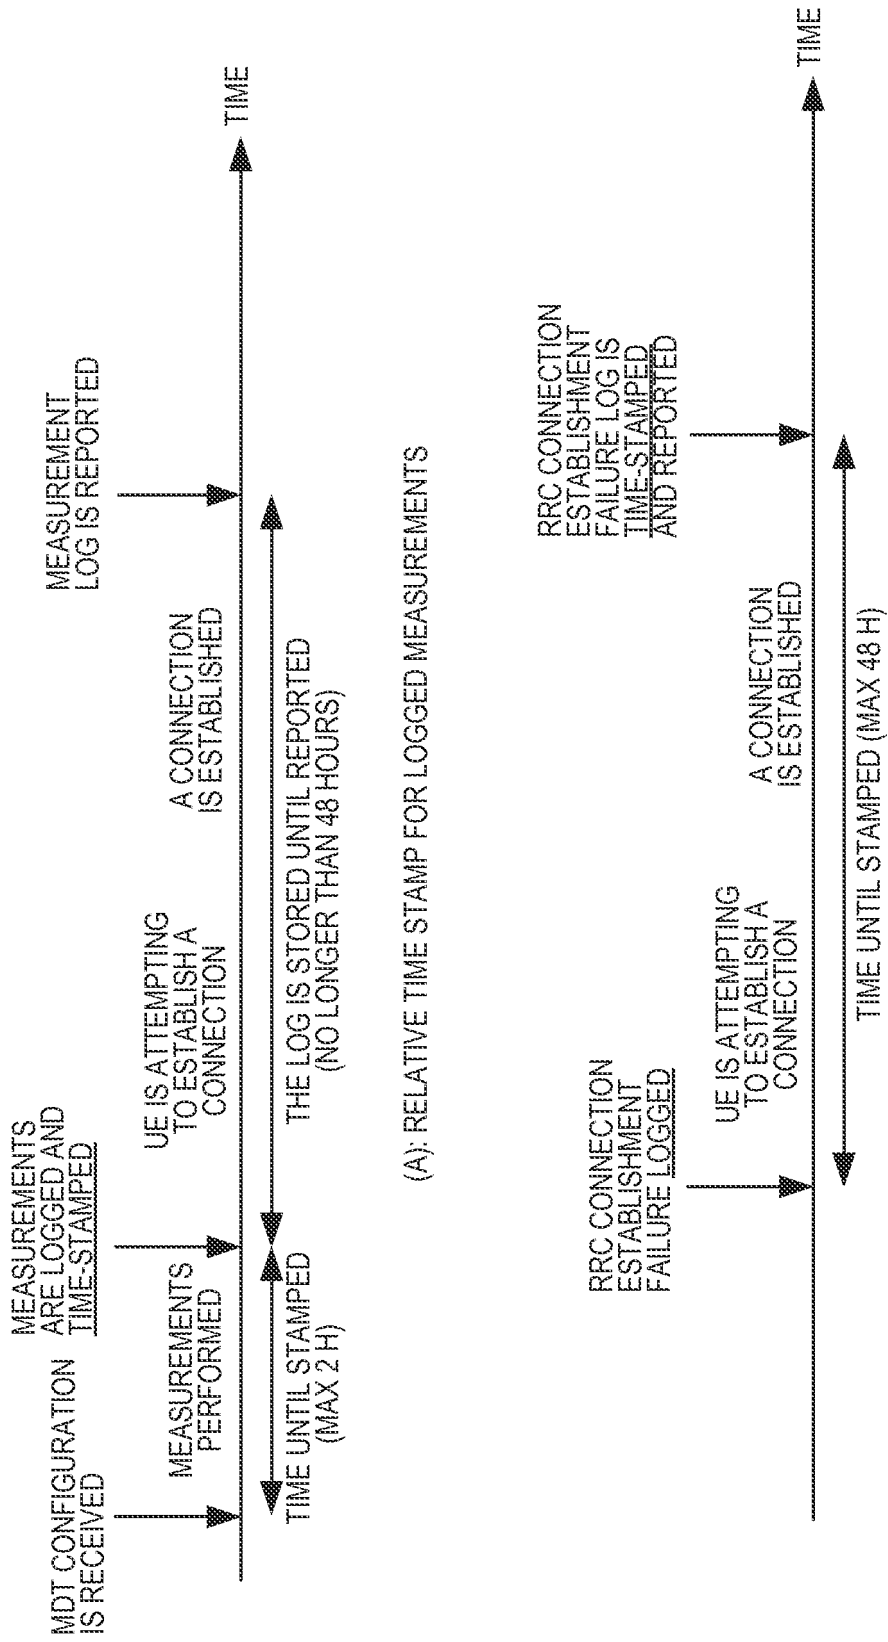 MDT CONFIGURATION
IS RECEIVED
MEASUREMENTS
ARE LOGGED AND
TIME-STAMPED
MEASUREMENT
LOG IS REPORTED
MEASUREMENTS
PERFORMED
UE IS ATTEMPTING
TO ESTABLISH A
CONNECTION
A CONNECTION
IS ESTABLISHED
TIME
TIME UNTIL STAMPED
(MAX 2 H)
THE LOG IS STORED UNTIL REPORTED
(NO LONGER THAN 48 HOURS)
(A): RELATIVE TIME STAMP FOR LOGGED MEASUREMENTS
RRC CONNECTION
ESTABLISHMENT
FAILURE LOGGED
RRC CONNECTION
ESTABLISHMENT
FAILURE LOG IS
TIME-STAMPED
AND REPORTED
UE IS ATTEMPTING
TO ESTABLISH A
CONNECTION
A CONNECTION
IS ESTABLISHED
TIME
TIME UNTIL STAMPED (MAX 48 H)